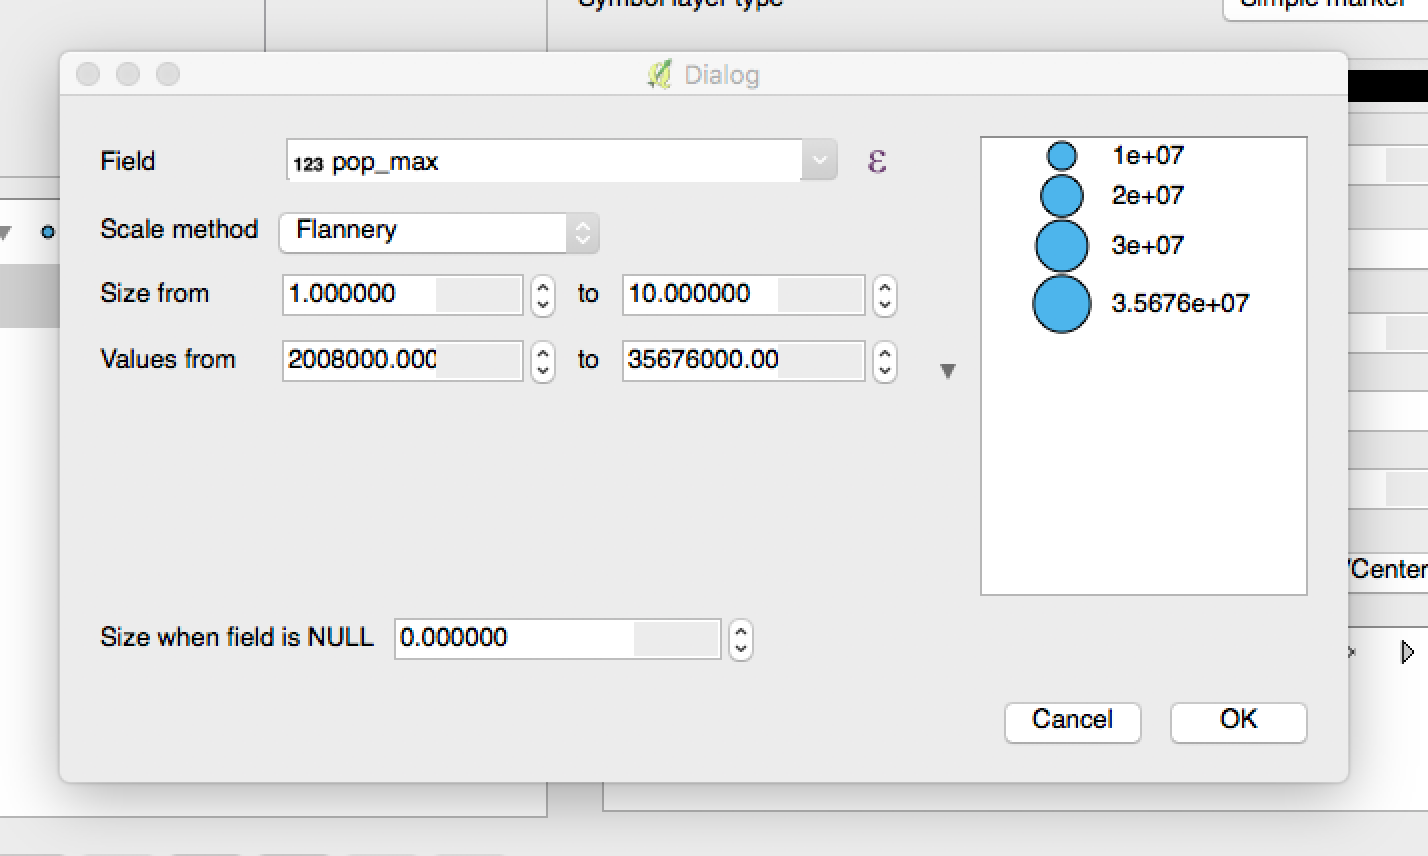 Symbol layer type
Simple marker
Dialog
Field
123 pop_max
ε
Scale method
Flannery
Size from
1.000000
to
10.000000
Values from
2008000.000
to
35676000.00
1e+07
2e+07
3e+07
3.5676e+07
/Center
Size when field is NULL
0.000000
Cancel
OK